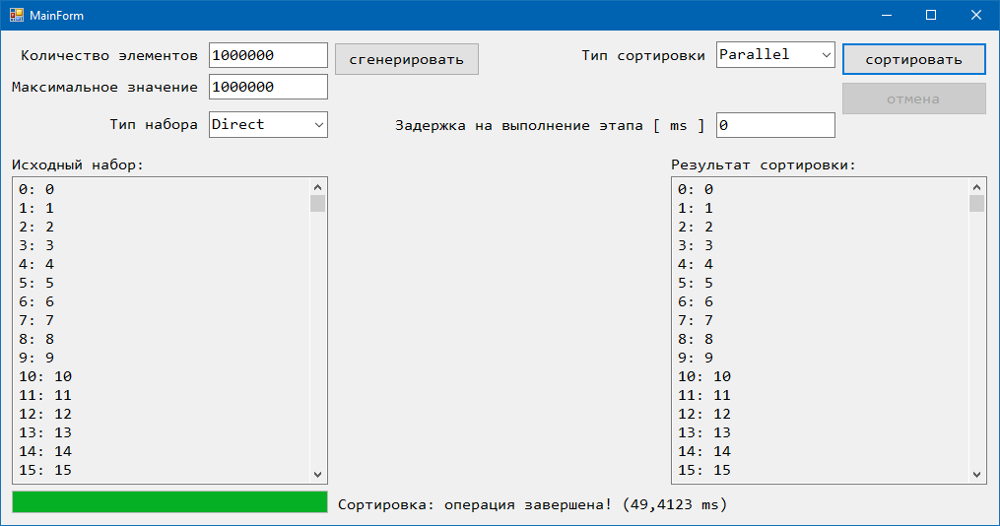 MainForm
Количество элементов 1000000 сгенерировать Тип сортировки Parallel сортировать
Максимальное значение 1000000 отмена
Тип набора Direct Задержка на выполнение этапа [ ms ] 0
Исходный набор: Результат сортировки:
0: 0 0: 0
1: 1 1: 1
2: 2 2: 2
3: 3 3: 3
4: 4 4: 4
5: 5 5: 5
6: 6 6: 6
7: 7 7: 7
8: 8 8: 8
9: 9 9: 9
10: 10 10: 10
11: 11 11: 11
12: 12 12: 12
13: 13 13: 13
14: 14 14: 14
15: 15 15: 15
Сортировка: операция завершена! (49,4123 ms)